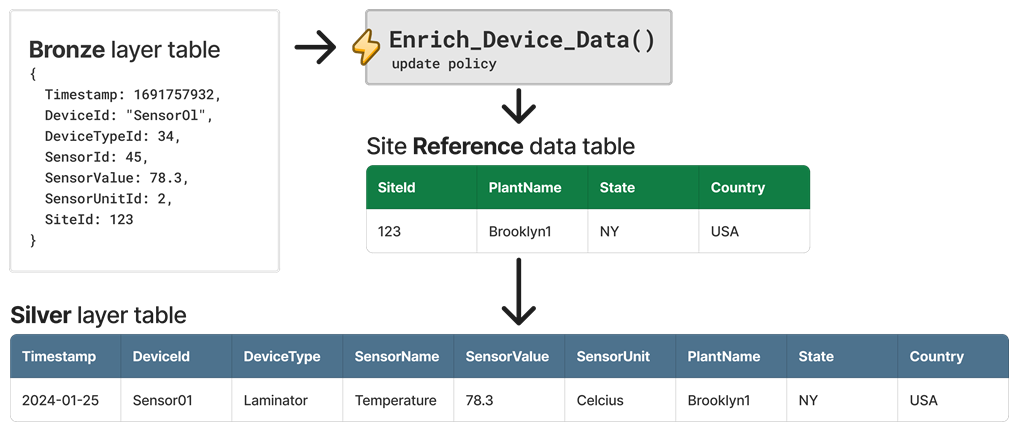 Bronze layer table
{
Timestamp: 1691757932,
DeviceId: "SensorOl",
DeviceTypeId: 34,
SensorId: 45,
SensorValue: 78.3,
SensorUnitId: 2,
SiteId: 123
}
Enrich_Device_Data()
update policy
Site Reference data table
SiteId PlantName State Country
123 Brooklyn1 NY USA
Silver layer table
Timestamp DeviceId DeviceType SensorName SensorValue SensorUnit PlantName State Country
2024-01-25 Sensor01 Laminator Temperature 78.3 Celcius Brooklyn1 NY USA